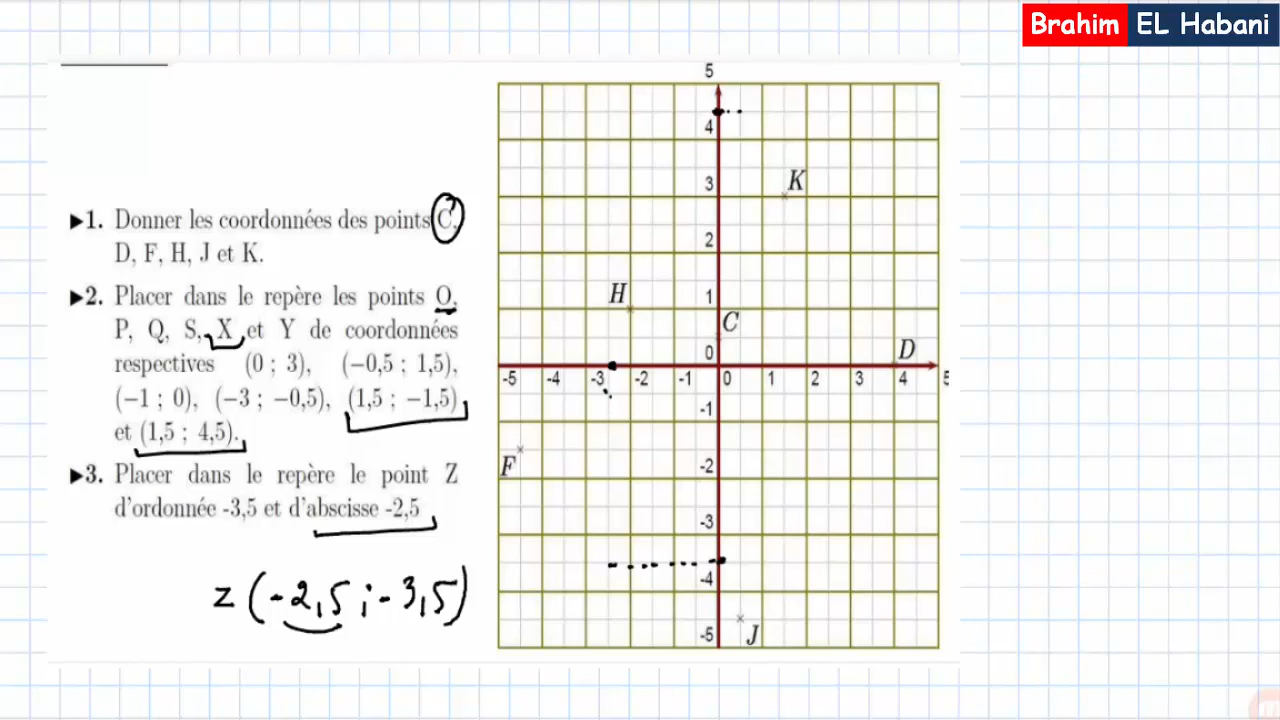 Brahim EL Habani
▶1. Donner les coordonnées des points C,
D, F, H, J et K.
▶2. Placer dans le repère les points O,
P, Q, S, X et Y de coordonnées
respectives (0 ; 3), (−0,5 ; 1,5),
(−1 ; 0), (−3 ; −0,5), (1,5 ; −1,5)
et (1,5 ; 4,5).
▶3. Placer dans le repère le point Z
d'ordonnée -3,5 et d'abscisse -2,5
z (-2,5 ; -3,5)
5
4
3
K
2
H
1
C
0
D
-5 -4 -3 -2 -1 0 1 2 3 4 5
-1
F
-2
-3
-4
-5
J